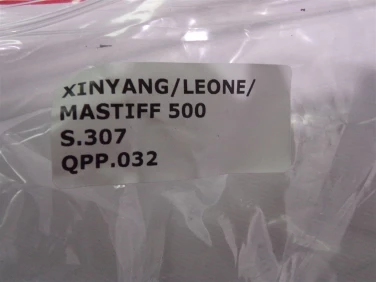 XINYANG/LEONE/
MASTIFF 500
S.307
QPP.032